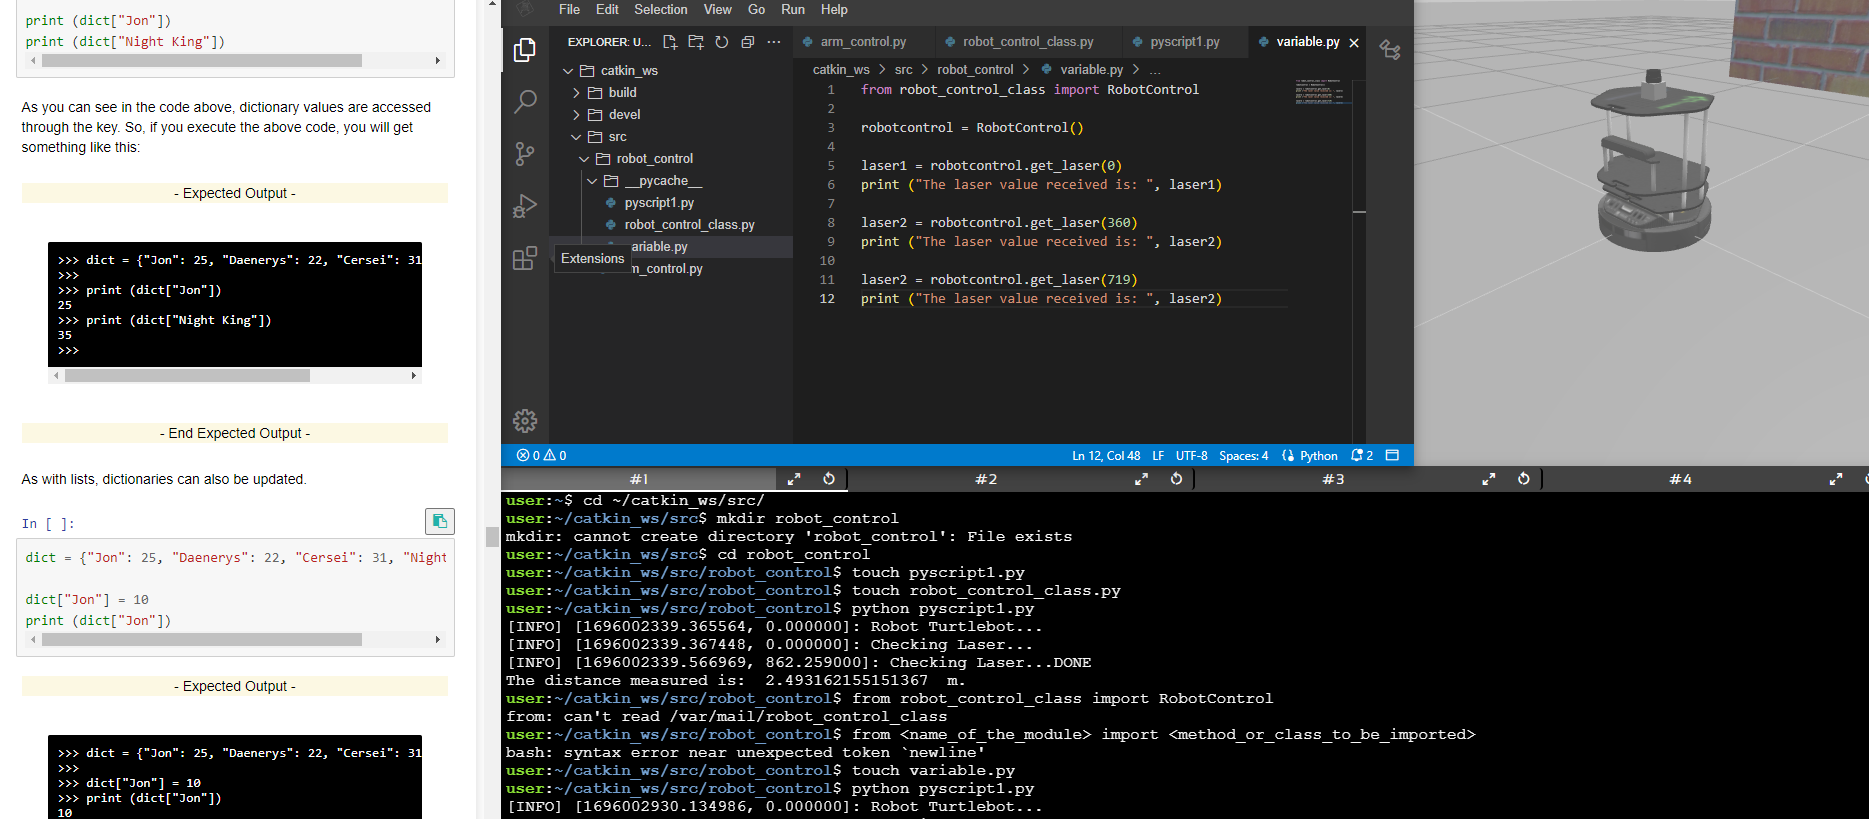 print (dict["Jon"])
print (dict["Night King"])
As you can see in the code above, dictionary values are accessed
through the key. So, if you execute the above code, you will get
something like this:
- Expected Output -
>>> dict = {"Jon": 25, "Daenerys": 22, "Cersei": 31
>>>
>>> print (dict["Jon"])
25
>>> print (dict["Night King"])
35
>>>
- End Expected Output -
As with lists, dictionaries can also be updated.
In [ ]:
dict = {"Jon": 25, "Daenerys": 22, "Cersei": 31, "Night
dict["Jon"] = 10
print (dict["Jon"])
- Expected Output -
>>> dict = {"Jon": 25, "Daenerys": 22, "Cersei": 31
>>>
>>> dict["Jon"] = 10
>>> print (dict["Jon"])
10
File Edit Selection View Go Run Help
EXPLORER: U...
catkin_ws
build
devel
src
robot_control
__pycache__
pyscript1.py
robot_control_class.py
ariable.py
Extensions
m_control.py
arm_control.py robot_control_class.py pyscript1.py variable.py
catkin_ws > src > robot_control > variable.py > ...
1 from robot_control_class import RobotControl
2
3 robotcontrol = RobotControl()
4
5 laser1 = robotcontrol.get_laser(0)
6 print ("The laser value received is: ", laser1)
7
8 laser2 = robotcontrol.get_laser(360)
9 print ("The laser value received is: ", laser2)
10
11 laser2 = robotcontrol.get_laser(719)
12 print ("The laser value received is: ", laser2)
0 0 Ln 12, Col 48 LF UTF-8 Spaces: 4 Python 2
#1 #2 #3 #4
user:~$ cd ~/catkin_ws/src/
user:~/catkin_ws/src$ mkdir robot_control
mkdir: cannot create directory 'robot_control': File exists
user:~/catkin_ws/src$ cd robot_control
user:~/catkin_ws/src/robot_control$ touch pyscript1.py
user:~/catkin_ws/src/robot_control$ touch robot_control_class.py
user:~/catkin_ws/src/robot_control$ python pyscript1.py
[INFO] [1696002339.365564, 0.000000]: Robot Turtlebot...
[INFO] [1696002339.367448, 0.000000]: Checking Laser...
[INFO] [1696002339.566969, 862.259000]: Checking Laser...DONE
The distance measured is:  2.493162155151367  m.
user:~/catkin_ws/src/robot_control$ from robot_control_class import RobotControl
from: can't read /var/mail/robot_control_class
user:~/catkin_ws/src/robot_control$ from <name_of_the_module> import <method_or_class_to_be_imported>
bash: syntax error near unexpected token `newline'
user:~/catkin_ws/src/robot_control$ touch variable.py
user:~/catkin_ws/src/robot_control$ python pyscript1.py
[INFO] [1696002930.134986, 0.000000]: Robot Turtlebot...